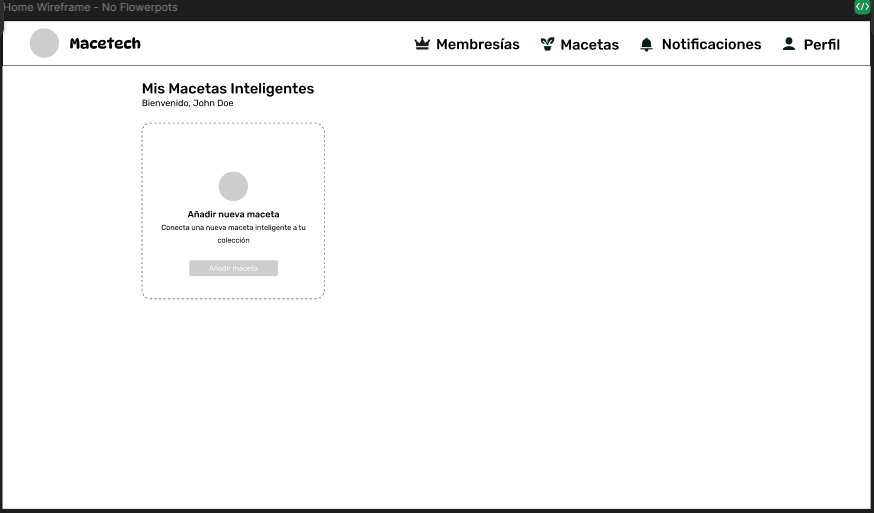 Home Wireframe - No Flowerpots
</>
Macetech
Membresías
Macetas
Notificaciones
Perfil
Mis Macetas Inteligentes
Bienvenido, John Doe
Añadir nueva maceta
Conecta una nueva maceta inteligente a tu
colección
Añadir maceta